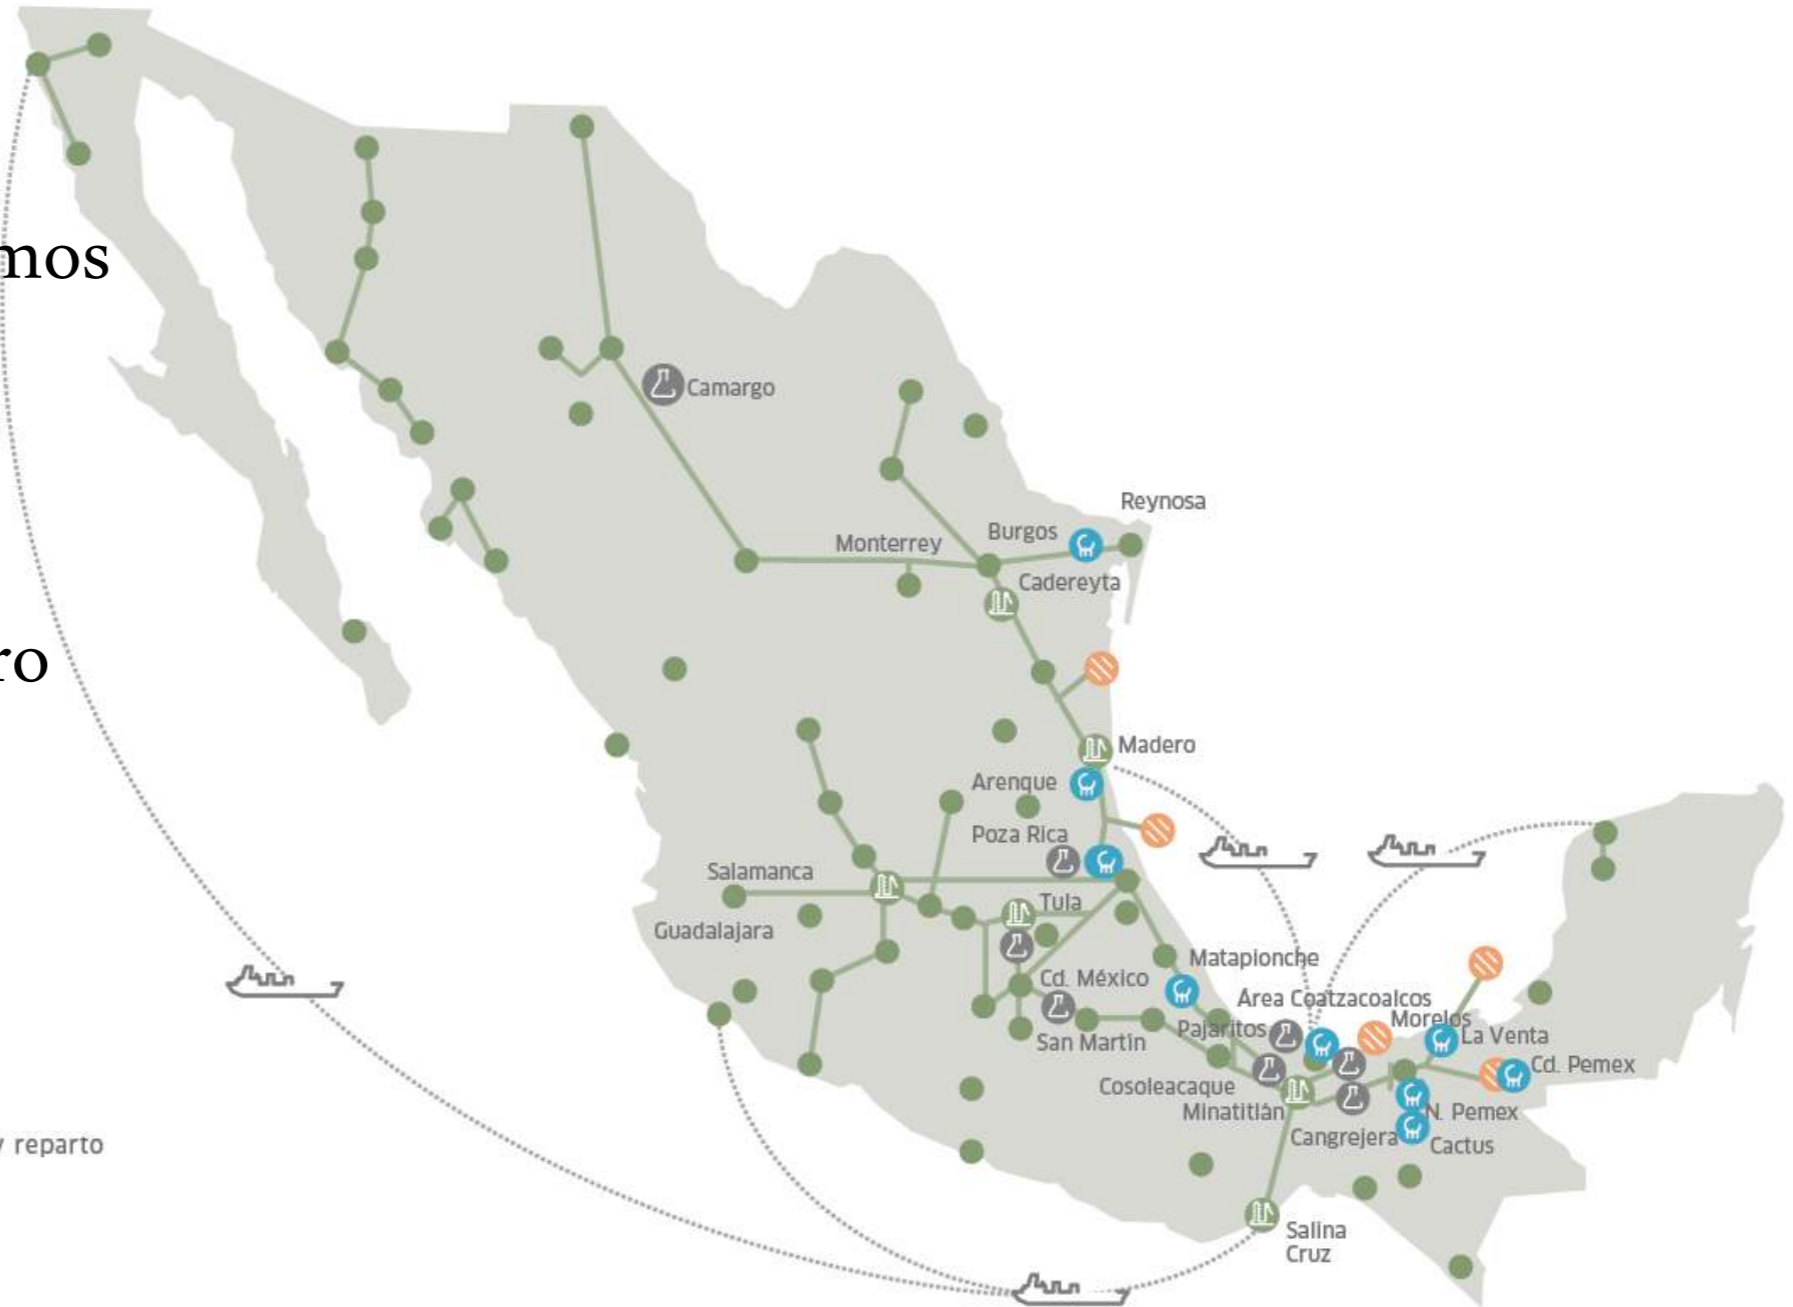 mos
Camargo
Reynosa
Burgos
Monterrey
Cadereyta
ro
Madero
Arenque
Poza Rica
Salamanca
Tula
Guadalajara
Matapionche
Cd. México
Área Coatzacoalcos
Morelos
Pajaritos
La Venta
San Martín
Cd. Pemex
Cosoleacaque
Minatitlán
N. Pemex
Cangrejera
Cactus
y reparto
Salina
Cruz